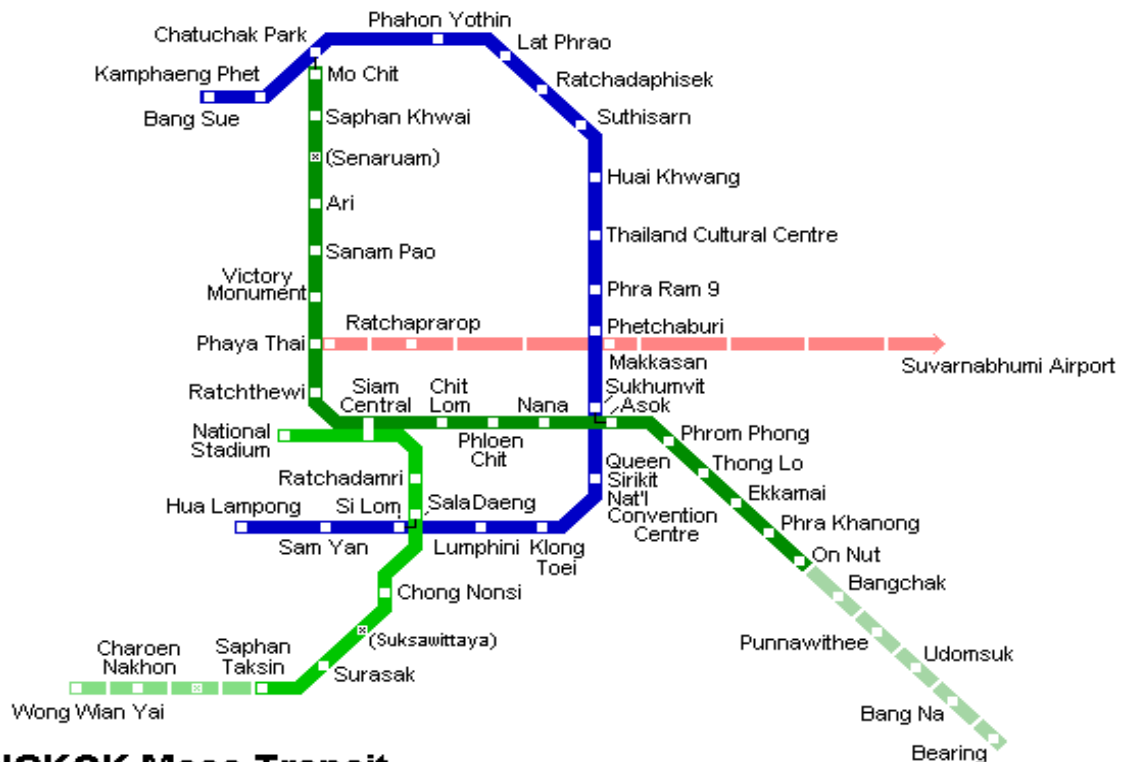 Phahon Yothin
Chatuchak Park
Lat Phrao
Kamphaeng Phet
Mo Chit
Ratchadaphisek
Bang Sue
Saphan Khwai
Suthisarn
(Senaruam)
Huai Khwang
Ari
Thailand Cultural Centre
Sanam Pao
Victory
Monument
Phra Ram 9
Ratchaprarop
Phetchaburi
Phaya Thai
Makkasan
Suvarnabhumi Airport
Ratchthewi
Siam
Central
Chit
Lom
Nana
Sukhumvit
Asok
National
Stadium
Phloen
Chit
Phrom Phong
Thong Lo
Ratchadamri
Queen
Sirikit
Nat'l
Convention
Centre
Ekkamai
Hua Lampong
Si Lom
SalaDaeng
Phra Khanong
Sam Yan
Lumphini
Klong
Toei
On Nut
Bangchak
Chong Nonsi
(Suksawittaya)
Punnawithee
Charoen
Nakhon
Saphan
Taksin
Udomsuk
Surasak
Wong Wian Yai
Bang Na
Bearing